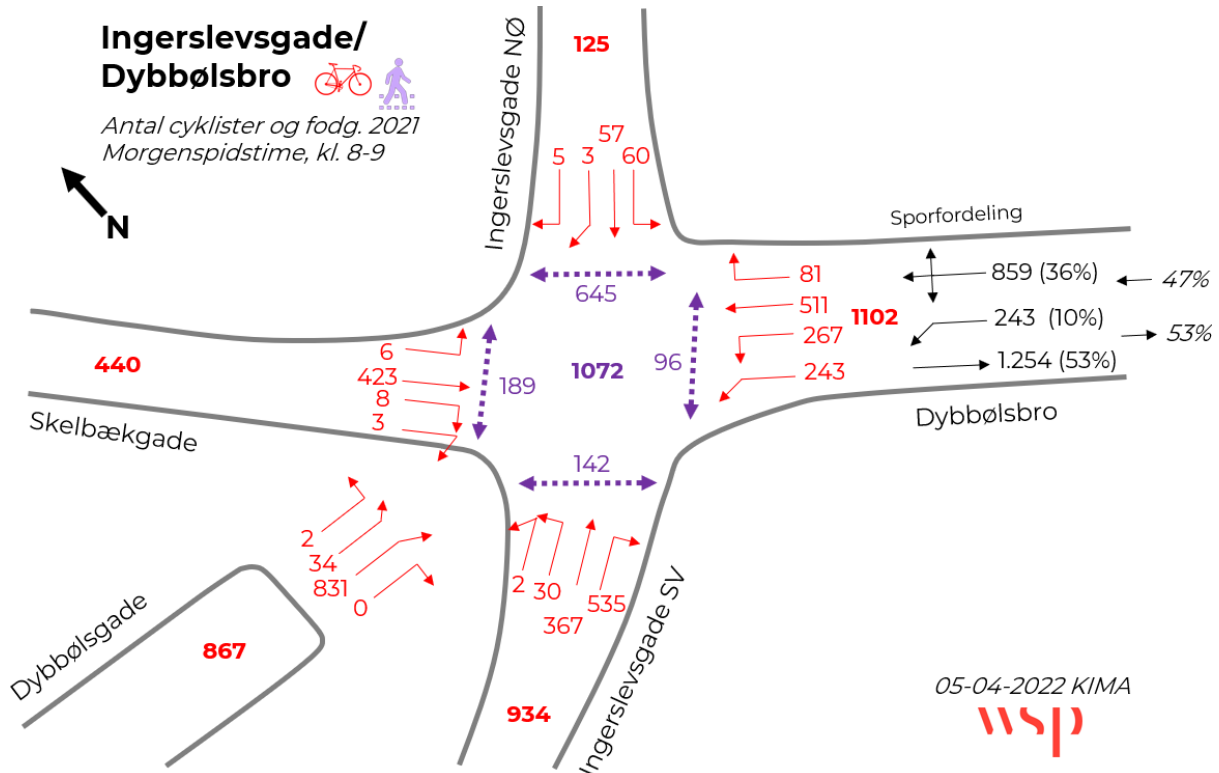 Ingerslevsgade/
Dybbølsbro
Antal cyklister og fodg. 2021
Morgenspidstime, kl. 8-9
N
Ingerslevsgade NØ
125
57
5 3 60
645
Sporfordeling
81
859 (36%)
47%
511
1102
243 (10%)
267
53%
243
1.254 (53%)
Dybbølsbro
96
1072
440
6
423
189
8
3
Skelbækgade
142
2
34
831
0
2
30
535
367
Dybbølsgade
867
934
Ingerslevsgade SV
05-04-2022 KIMA
wsp